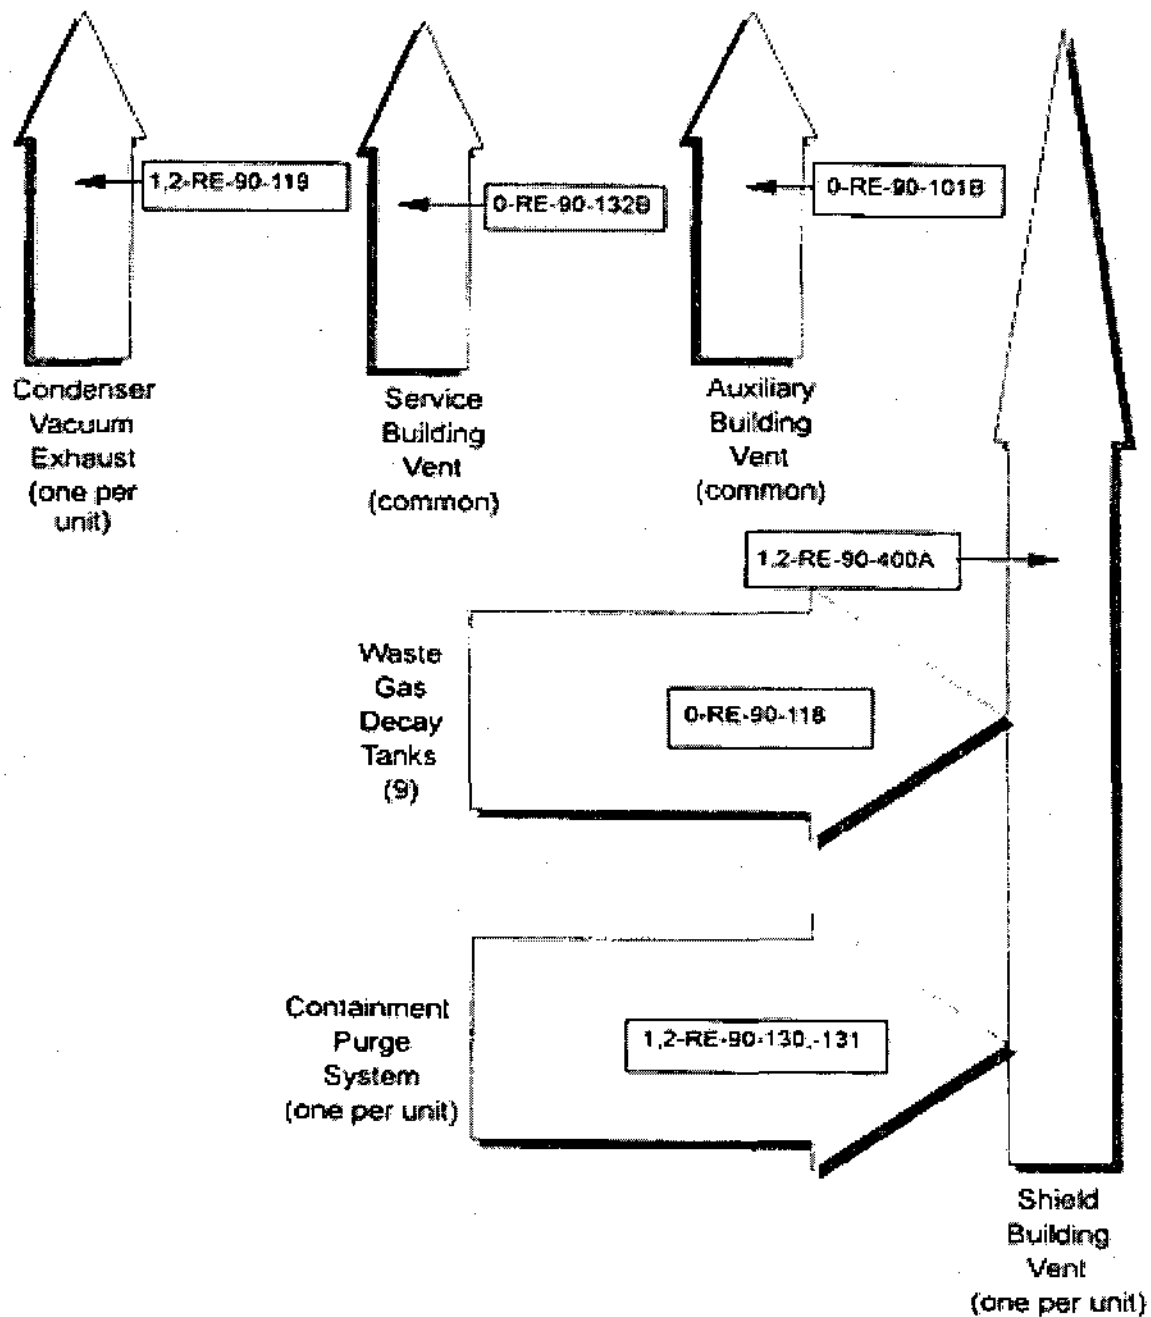 1,2-RE-90-119
0-RE-90-132B
0-RE-90-101B
Condenser
Vacuum
Exhaust
(one per
unit)
Service
Building
Vent
(common)
Auxiliary
Building
Vent
(common)
1,2-RE-90-400A
Waste
Gas
Decay
Tanks
(9)
0-RE-90-118
Containment
Purge
System
(one per unit)
1,2-RE-90-130,-131
Shield
Building
Vent
(one per unit)